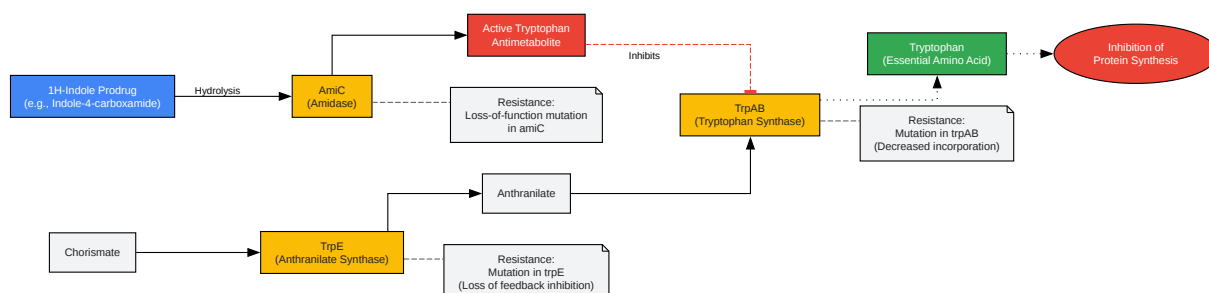 Active Tryptophan
Antimetabolite
Tryptophan
(Essential Amino Acid)
Inhibition of
Protein Synthesis
Inhibits
1H-Indole Prodrug
(e.g., Indole-4-carboxamide)
Hydrolysis
AmiC
(Amidase)
Resistance:
Loss-of-function mutation
in amiC
TrpAB
(Tryptophan Synthase)
Resistance:
Mutation in trpAB
(Decreased incorporation)
Anthranilate
Chorismate
TrpE
(Anthranilate Synthase)
Resistance:
Mutation in trpE
(Loss of feedback inhibition)